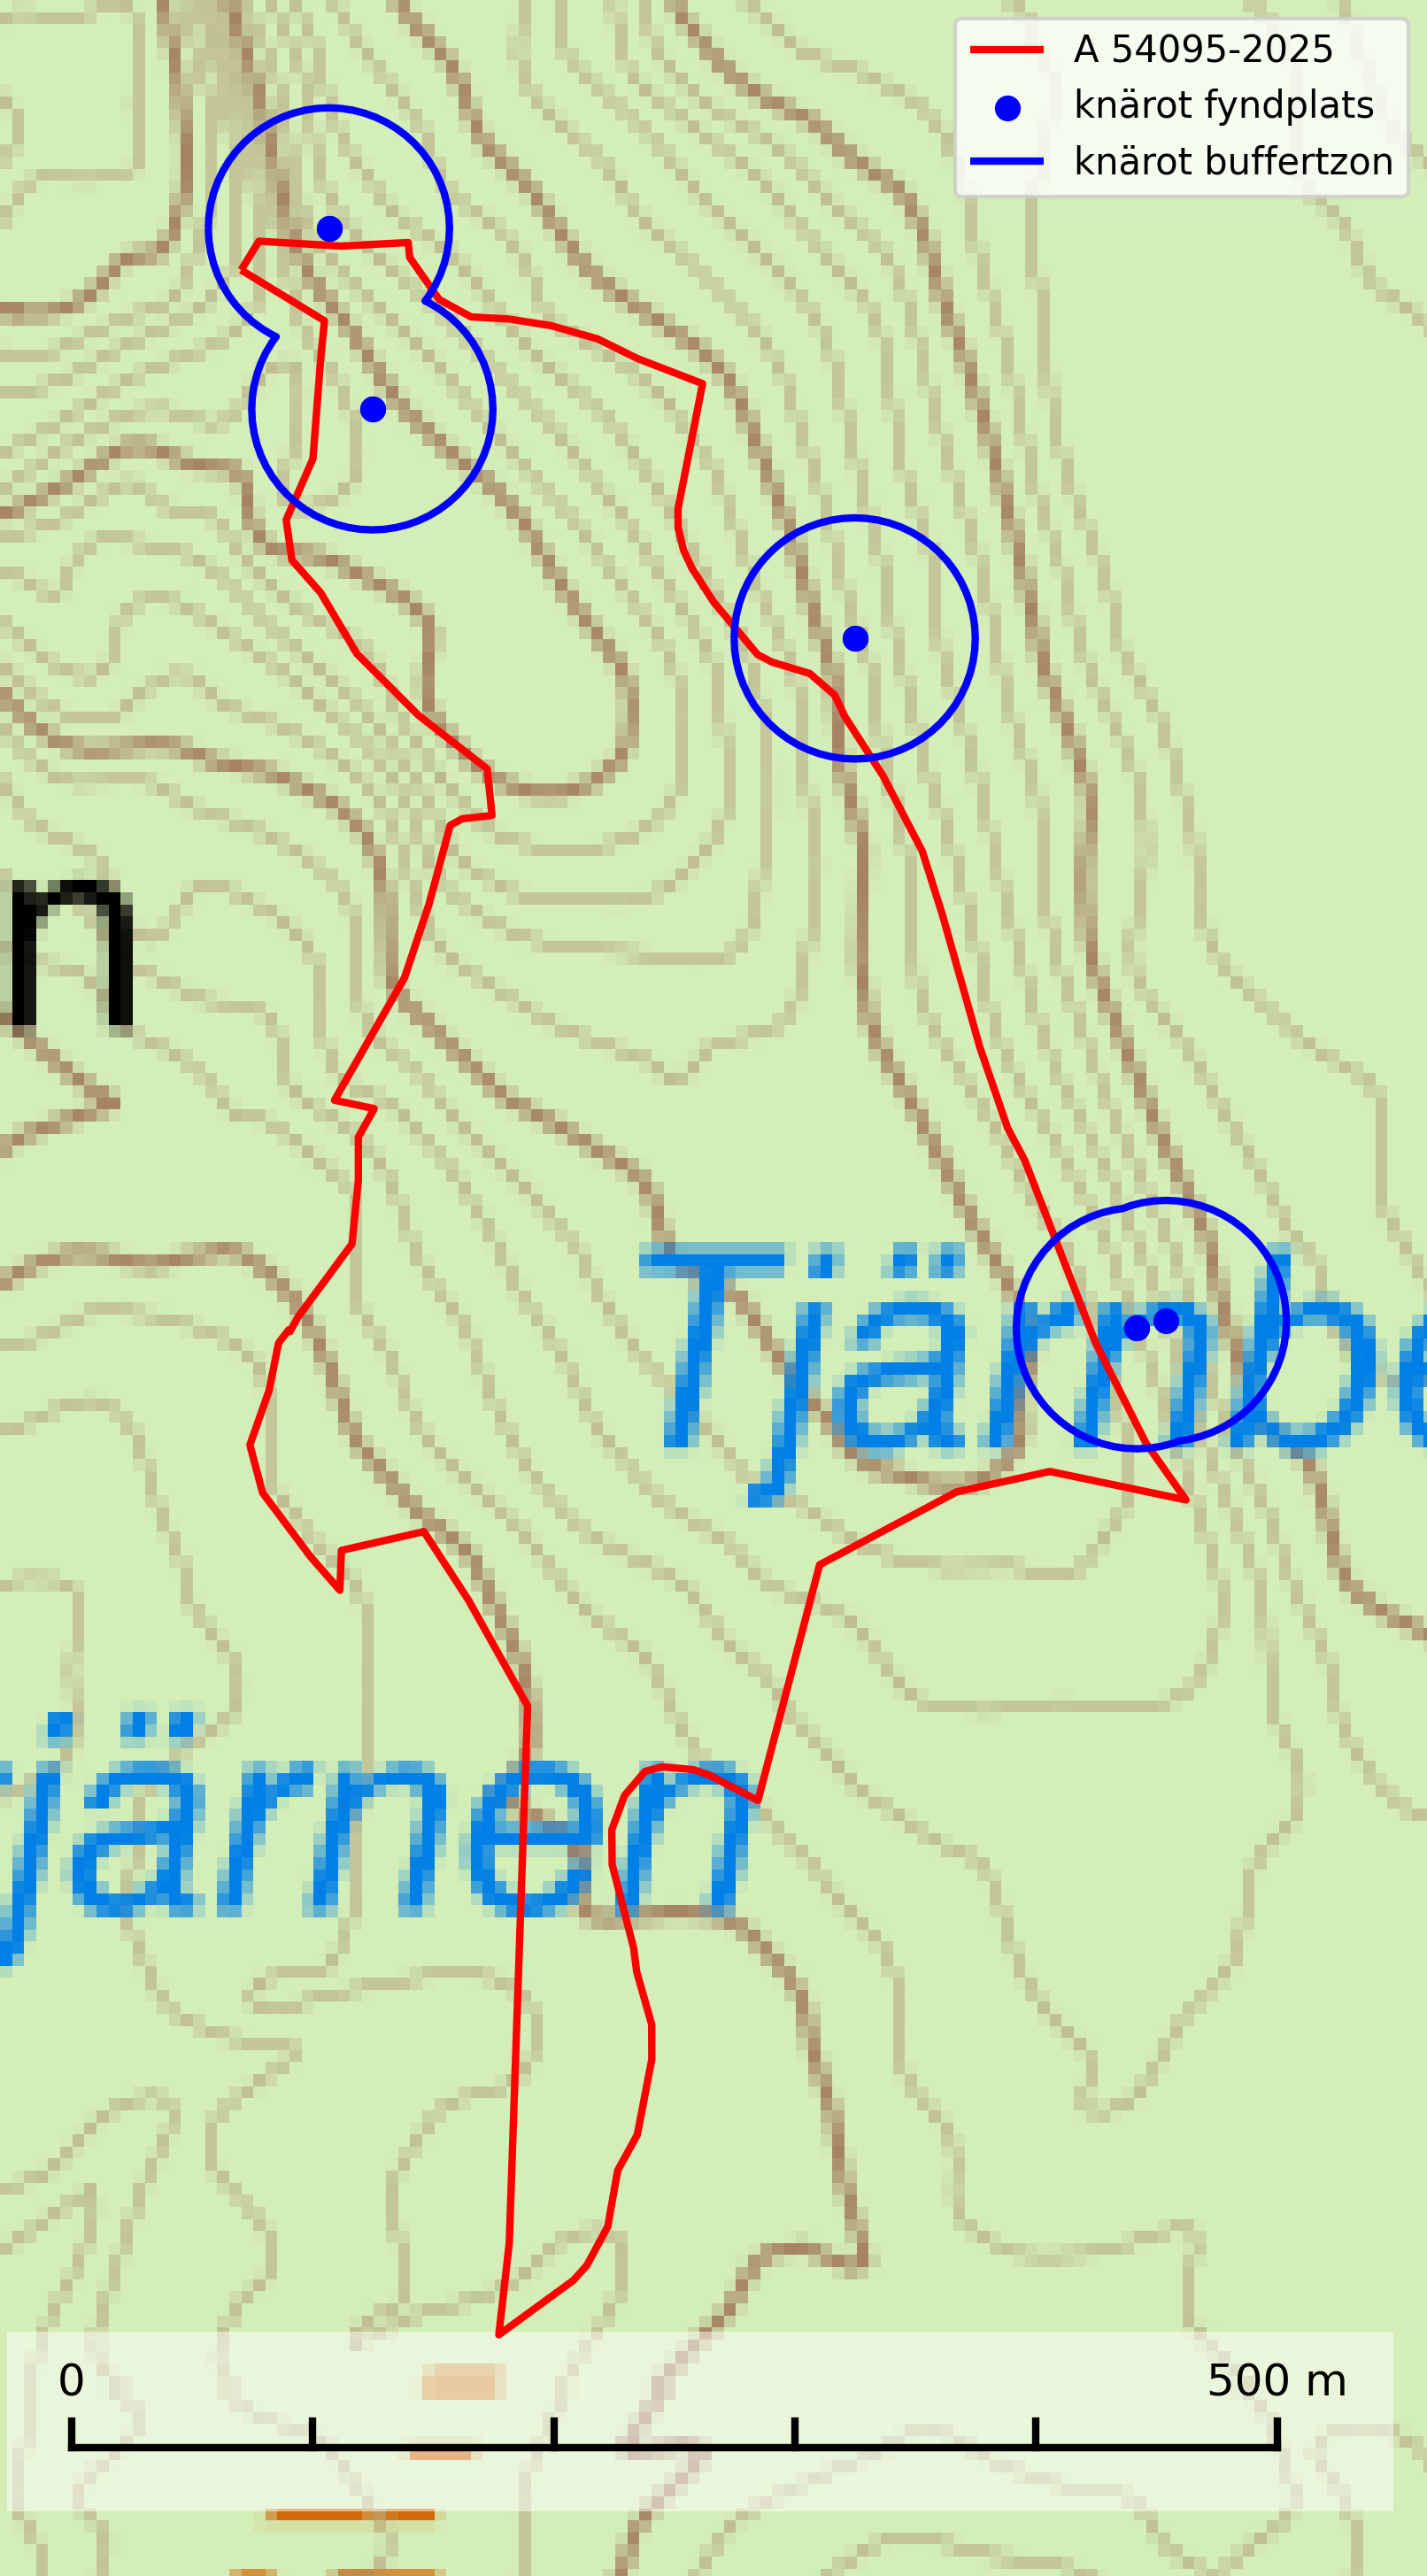 A 54095-2025
knärot fyndplats
knärot buffertzon
n
Tjärnbe
järnen
0 500 m